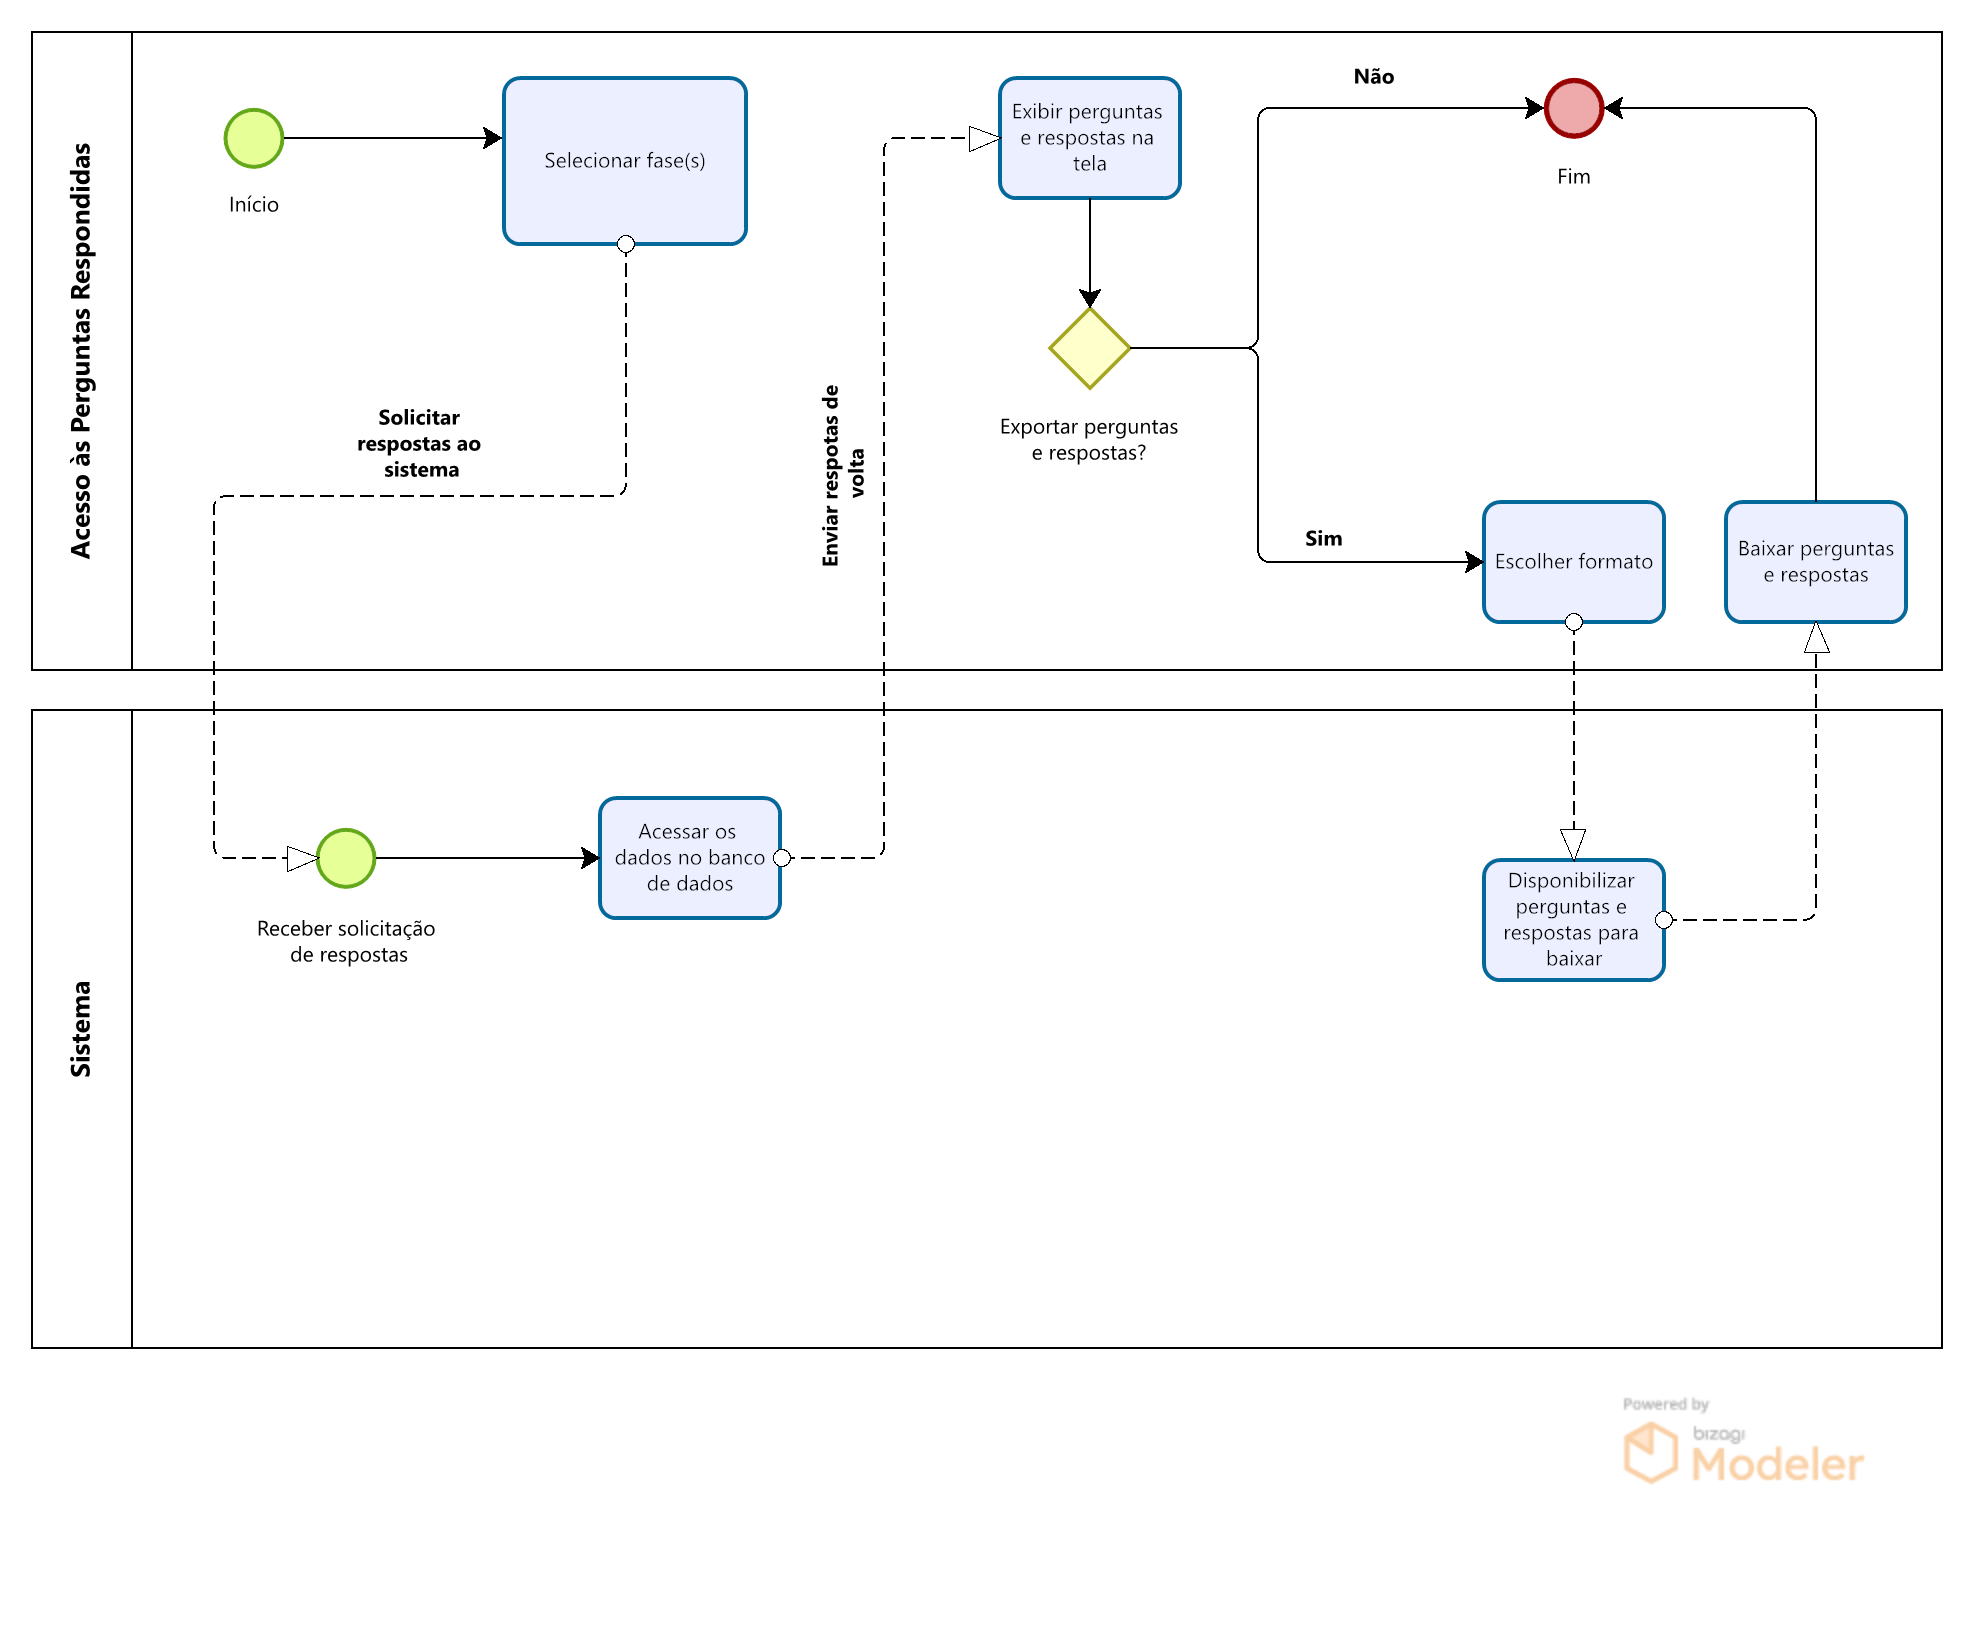 Acesso às Perguntas Respondidas
Início
Selecionar fase(s)
Solicitar
respostas ao
sistema
Enviar respotas de
volta
Exibir perguntas
e respostas na
tela
Exportar perguntas
e respostas?
Não
Fim
Sim
Escolher formato
Baixar perguntas
e respostas
Sistema
Receber solicitação
de respostas
Acessar os
dados no banco
de dados
Disponibilizar
perguntas e
respostas para
baixar
Powered by
bizagi
Modeler